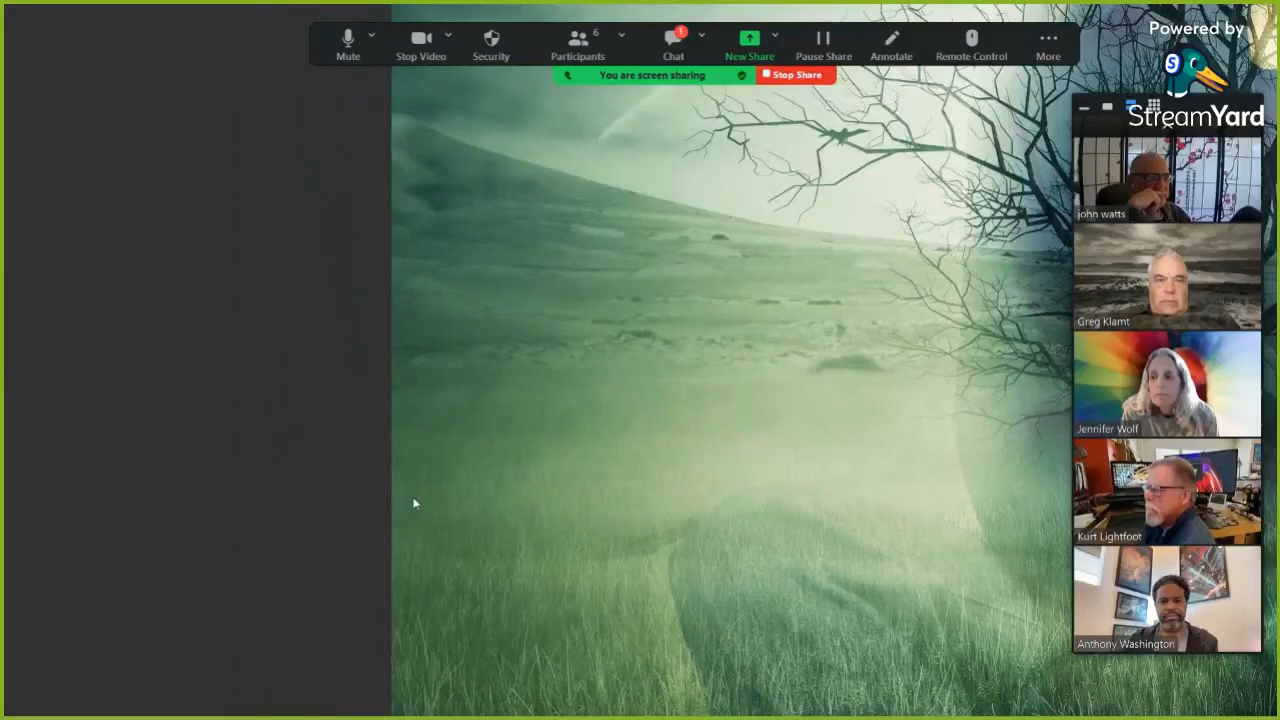 Powered by
6
!
Mute
Stop Video
Security
Participants
Chat
New Share
Pause Share
Annotate
Remote Control
More
You are screen sharing
Stop Share
S
StreamYard
john watts
Greg Klamt
Jennifer Wolf
Kurt Lightfoot
Anthony Washington